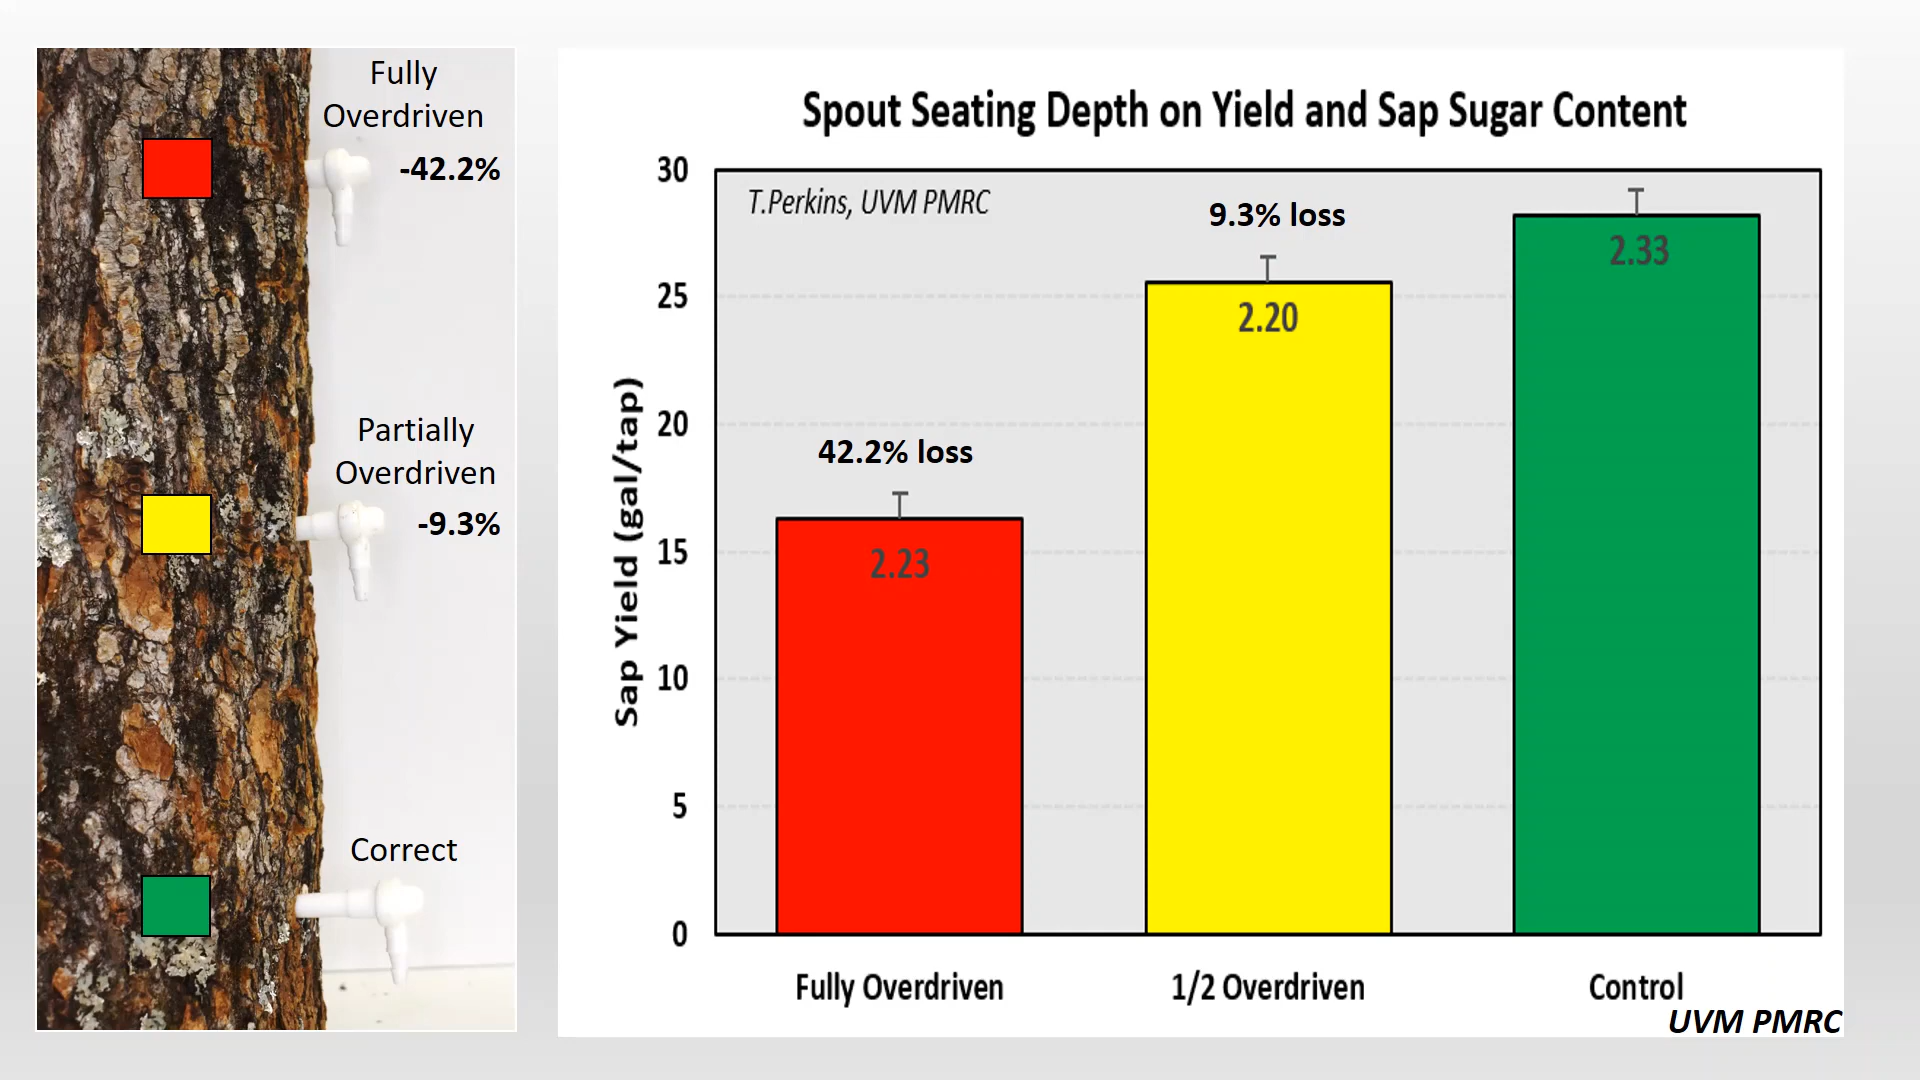 Fully
Overdriven
-42.2%
Partially
Overdriven
-9.3%
Correct
Spout Seating Depth on Yield and Sap Sugar Content
T.Perkins, UVM PMRC
Sap Yield (gal/tap)
30
25
20
15
10
5
0
42.2% loss
2.23
9.3% loss
2.20
2.33
Fully Overdriven
1/2 Overdriven
Control
UVM PMRC